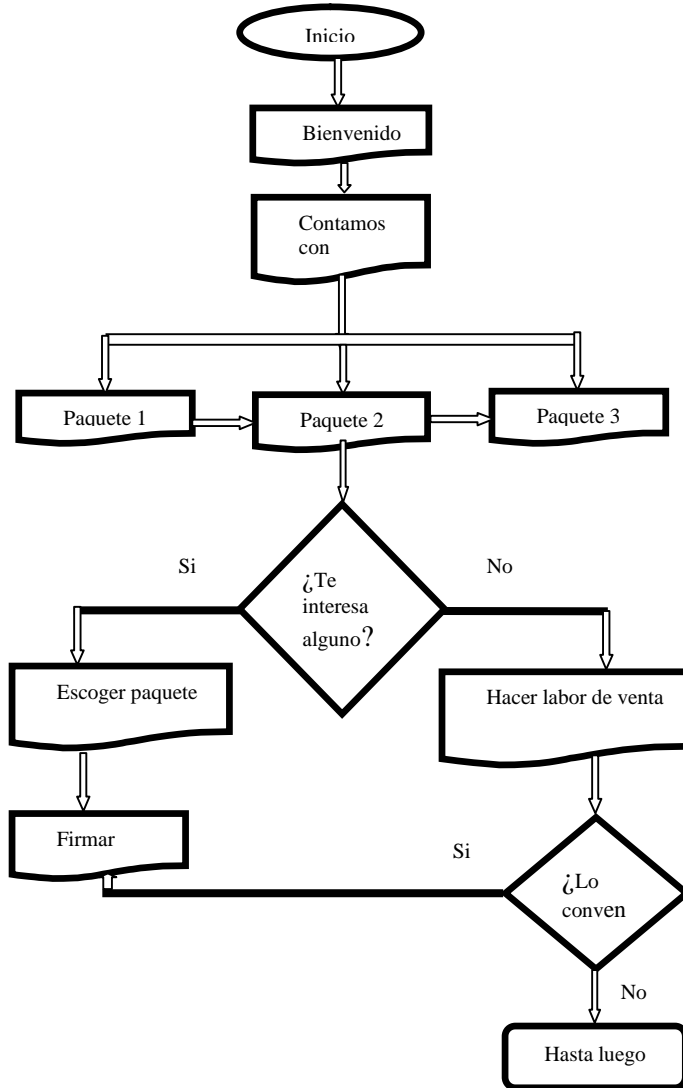 Inicio
Bienvenido
Contamos
con
Paquete 1
Paquete 2
Paquete 3
Si
¿Te
interesa
alguno?
No
Escoger paquete
Hacer labor de venta
Firmar
Si
¿Lo
conven
No
Hasta luego